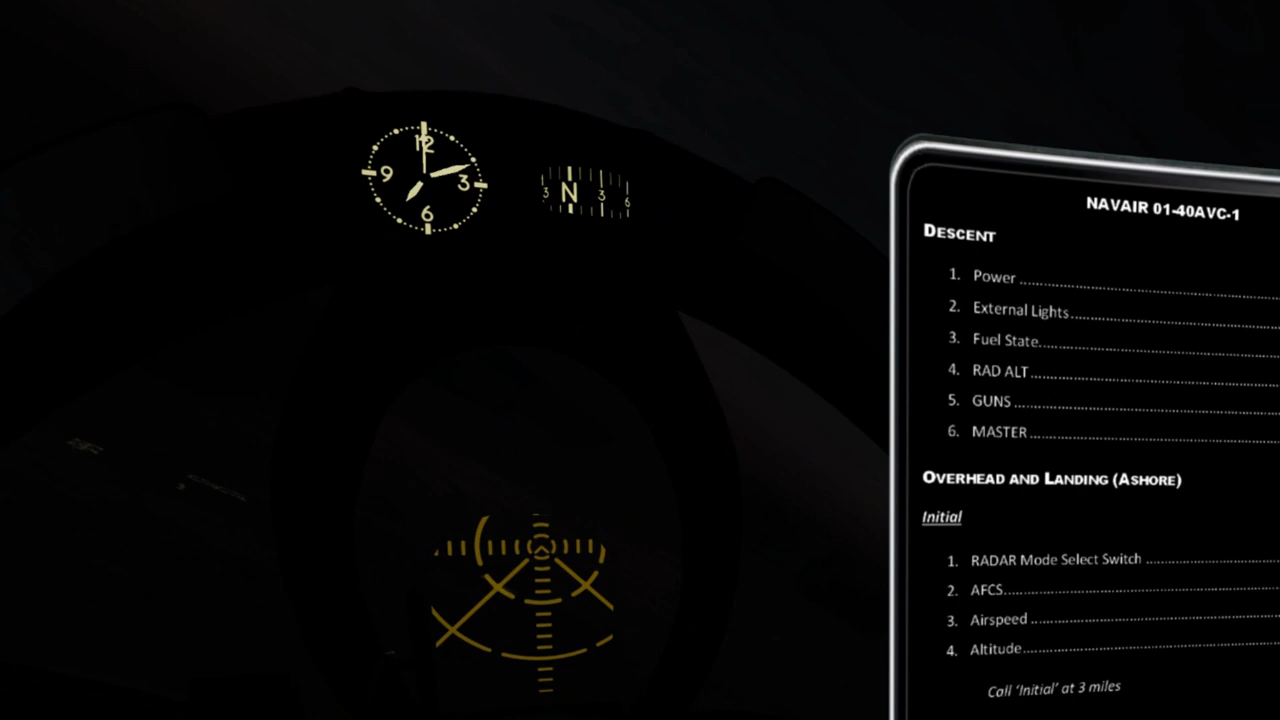 12
9
3
6
3 N 3 6
NAVAIR 01-40AVC-1
DESCENT
1. Power
2. External Lights
3. Fuel State
4. RAD ALT
5. GUNS
6. MASTER
OVERHEAD AND LANDING (ASHORE)
Initial
1. RADAR Mode Select Switch
2. AFCS
3. Airspeed
4. Altitude
Call 'Initial' at 3 miles